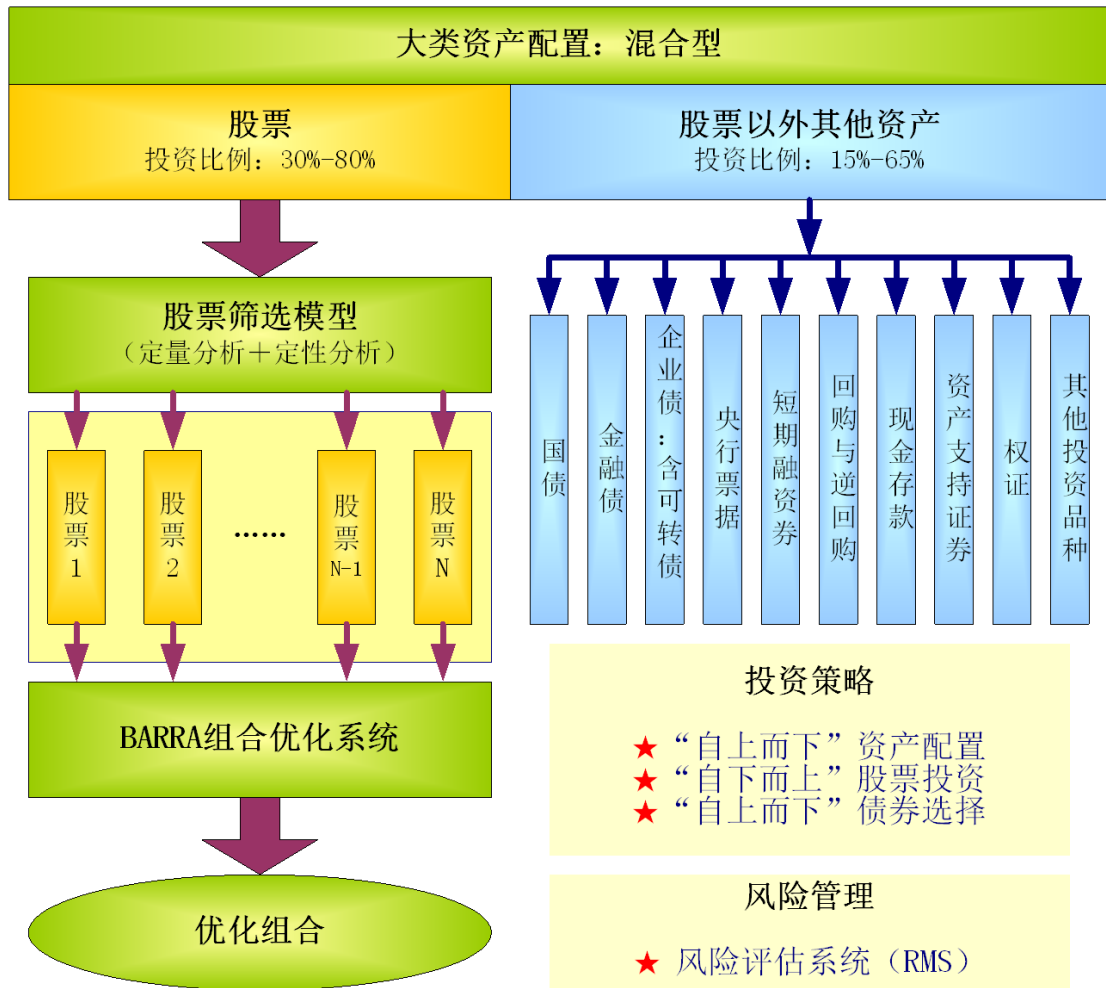 大类资产配置：混合型
股票
投资比例：30%-80%
股票以外其他资产
投资比例：15%-65%
股票筛选模型
（定量分析＋定性分析）
股票1
股票2
……
股票N-1
股票N
BARRA组合优化系统
优化组合
国债
金融债
企业债：含可转债
央行票据
短期融资券
回购与逆回购
现金存款
资产支持证券
权证
其他投资品种
投资策略
★“自上而下”资产配置
★“自下而上”股票投资
★“自上而下”债券选择
风险管理
★ 风险评估系统（RMS）